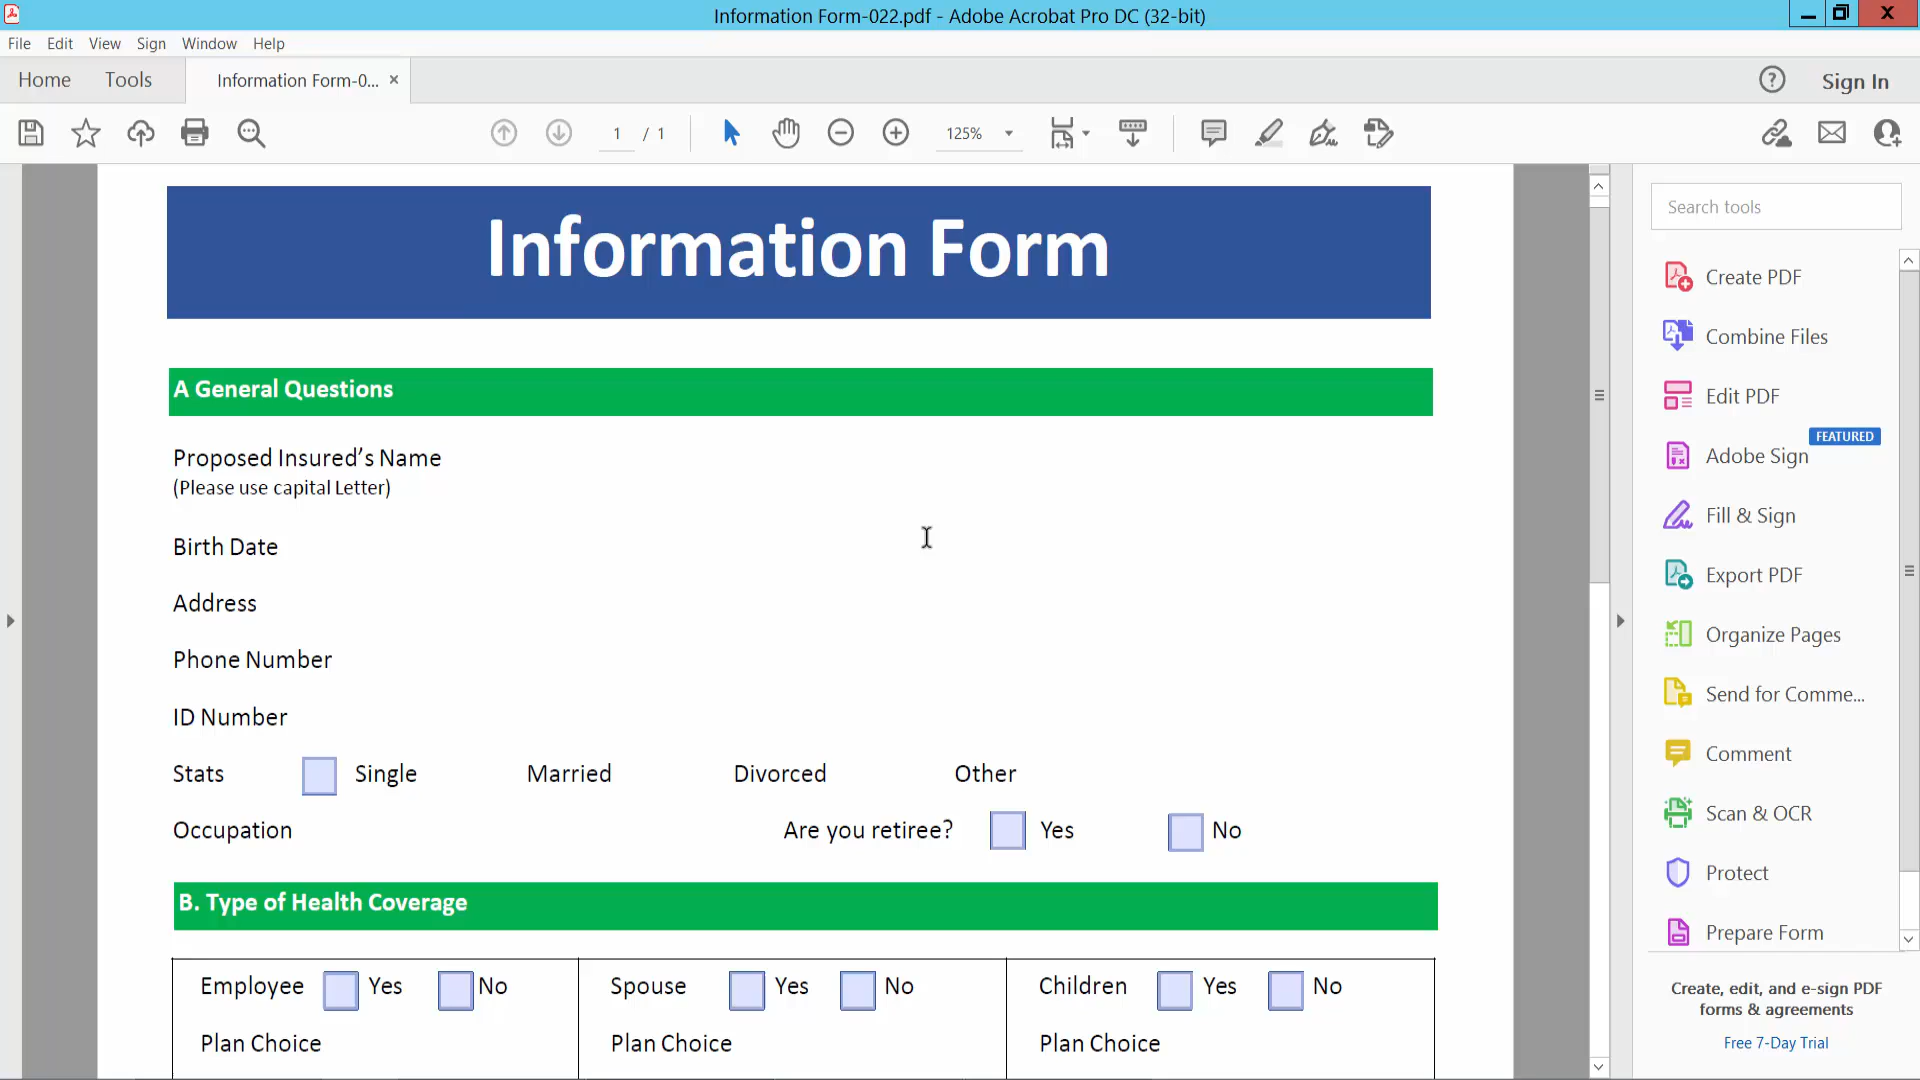 Information Form-022.pdf - Adobe Acrobat Pro DC (32-bit)
File Edit View Sign Window Help
Home Tools Information Form-0... × Sign In
1 / 1 125%
Information Form
A General Questions
Proposed Insured’s Name
(Please use capital Letter)
Birth Date
Address
Phone Number
ID Number
Stats Single Married Divorced Other
Occupation Are you retiree? Yes No
B. Type of Health Coverage
Employee Yes No Spouse Yes No Children Yes No
Plan Choice Plan Choice Plan Choice
Search tools
Create PDF
Combine Files
Edit PDF
FEATURED
Adobe Sign
Fill & Sign
Export PDF
Organize Pages
Send for Comme...
Comment
Scan & OCR
Protect
Prepare Form
Create, edit, and e-sign PDF
forms & agreements
Free 7-Day Trial